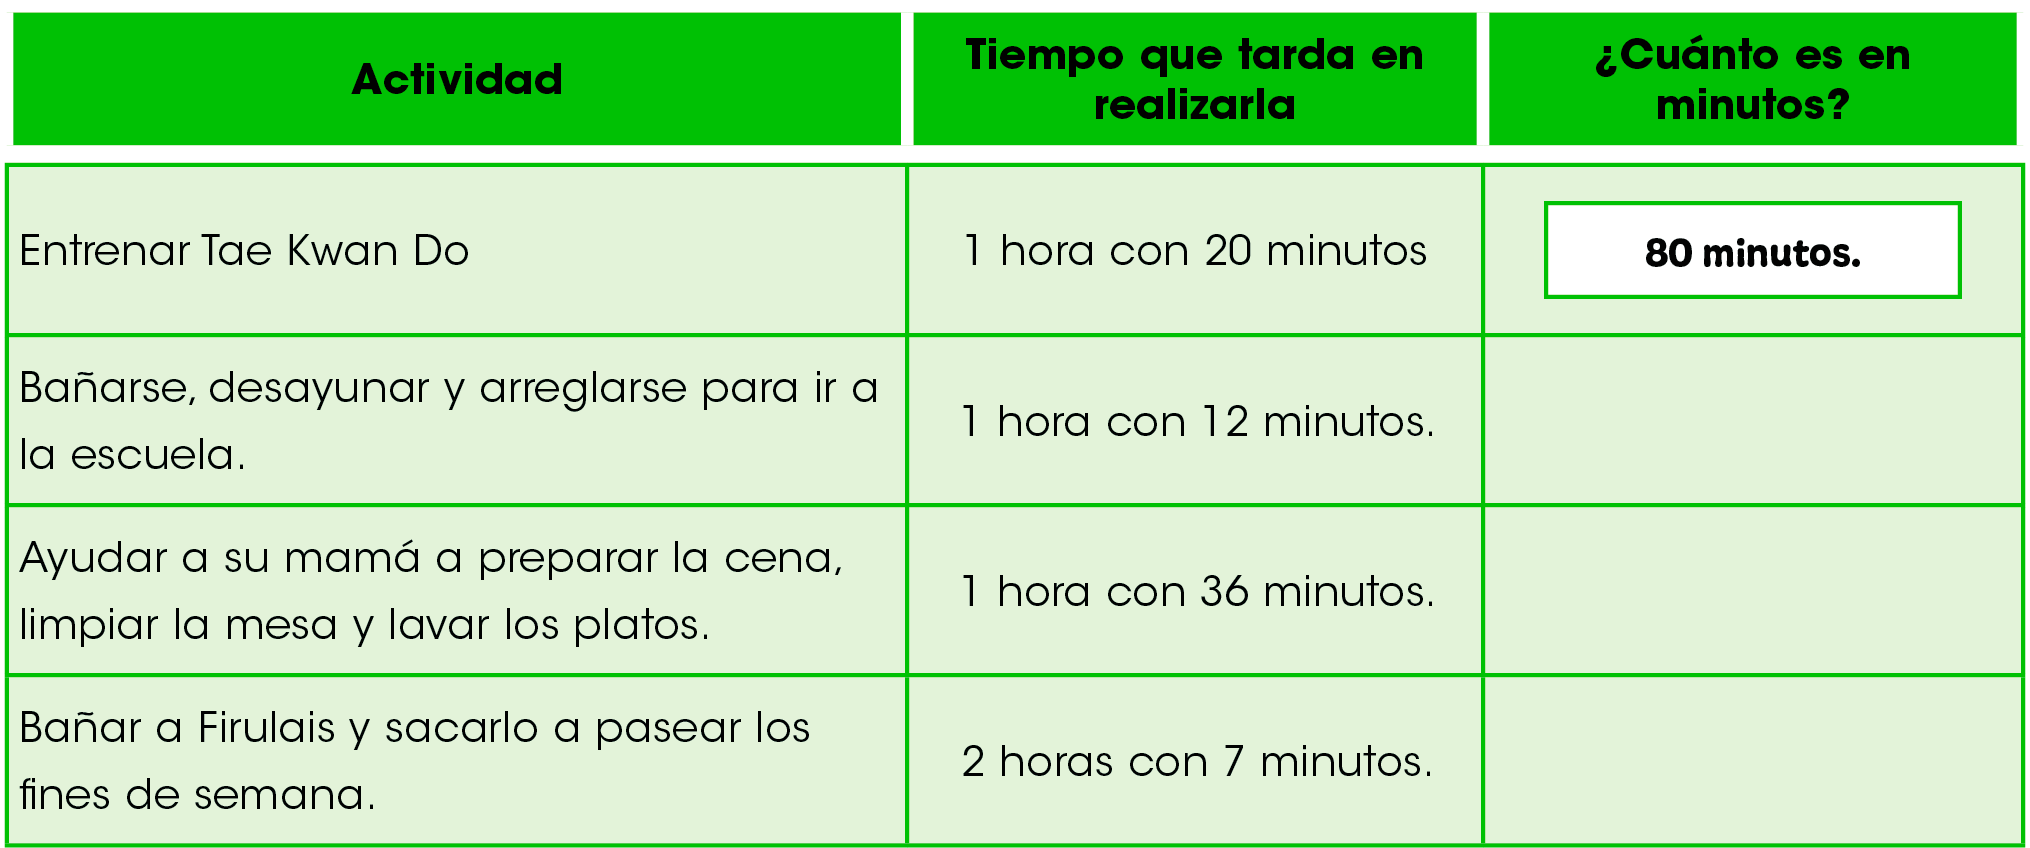 Actividad
Tiempo que tarda en
realizarla
¿Cuánto es en
minutos?
Entrenar Tae Kwan Do
1 hora con 20 minutos
80 minutos.
Bañarse, desayunar y arreglarse para ir a
la escuela.
1 hora con 12 minutos.
Ayudar a su mamá a preparar la cena,
limpiar la mesa y lavar los platos.
1 hora con 36 minutos.
Bañar a Firulais y sacarlo a pasear los
fines de semana.
2 horas con 7 minutos.